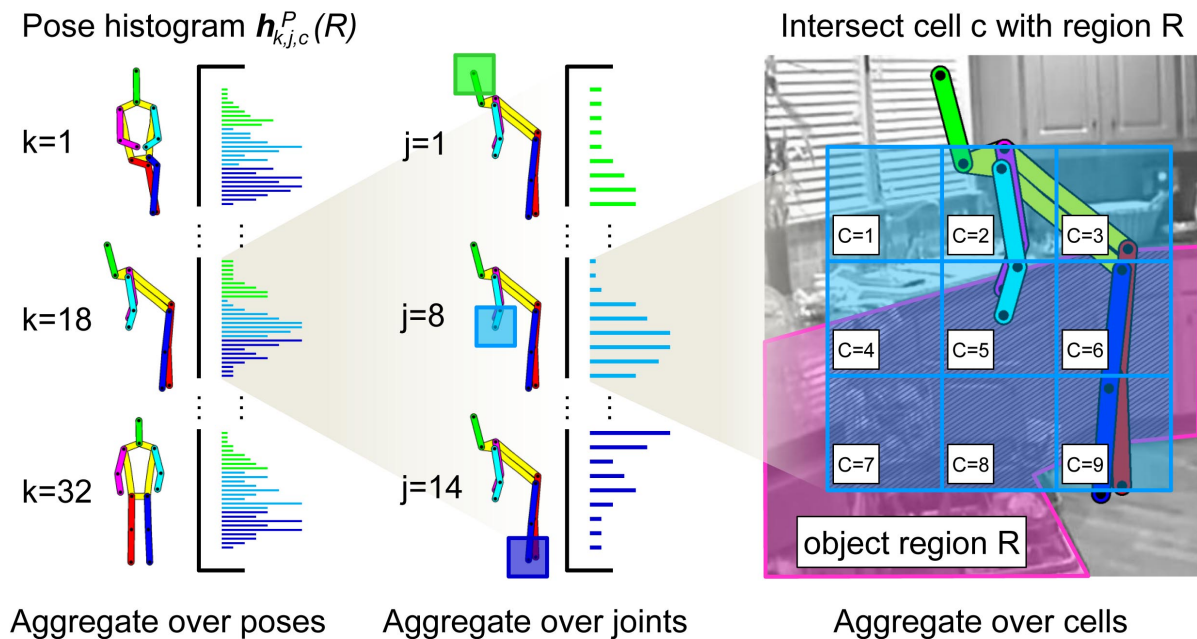 Pose histogram h^P_{k,j,c}(R)
Intersect cell c with region R
k=1
k=18
k=32
j=1
j=8
j=14
C=1 C=2 C=3
C=4 C=5 C=6
C=7 C=8 C=9
object region R
Aggregate over poses
Aggregate over joints
Aggregate over cells